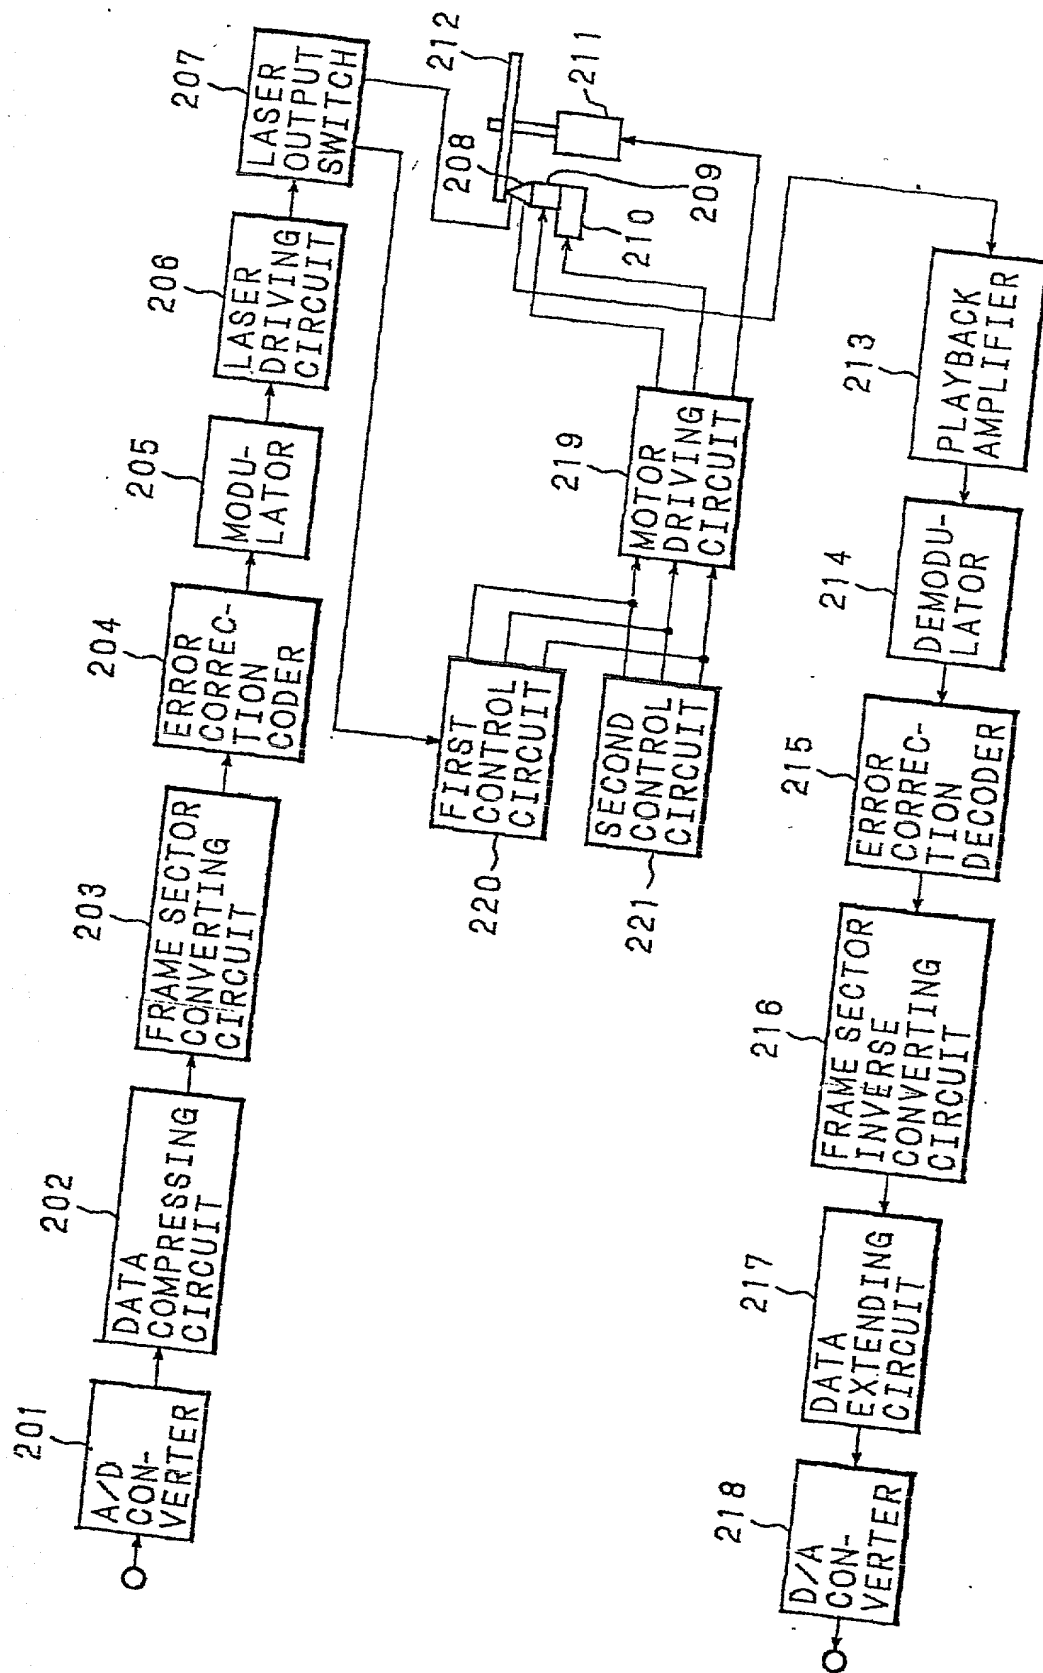 201
A/D
CON-
VERTER
202
DATA
COMPRESSING
CIRCUIT
203
FRAME SECTOR
CONVERTING
CIRCUIT
204
ERROR
CORREC-
TION
CODER
205
MODU-
LATOR
206
LASER
DRIVING
CIRCUIT
207
LASER
OUTPUT
SWITCH
212
208
211
209
210
220
FIRST
CONTROL
CIRCUIT
221
SECOND
CONTROL
CIRCUIT
219
MOTOR
DRIVING
CIRCUIT
218
D/A
CON-
VERTER
217
DATA
EXTENDING
CIRCUIT
216
FRAME SECTOR
INVERSE
CONVERTING
CIRCUIT
215
ERROR
CORREC-
TION
DECODER
214
DEMODU-
LATOR
213
PLAYBACK
AMPLIFIER